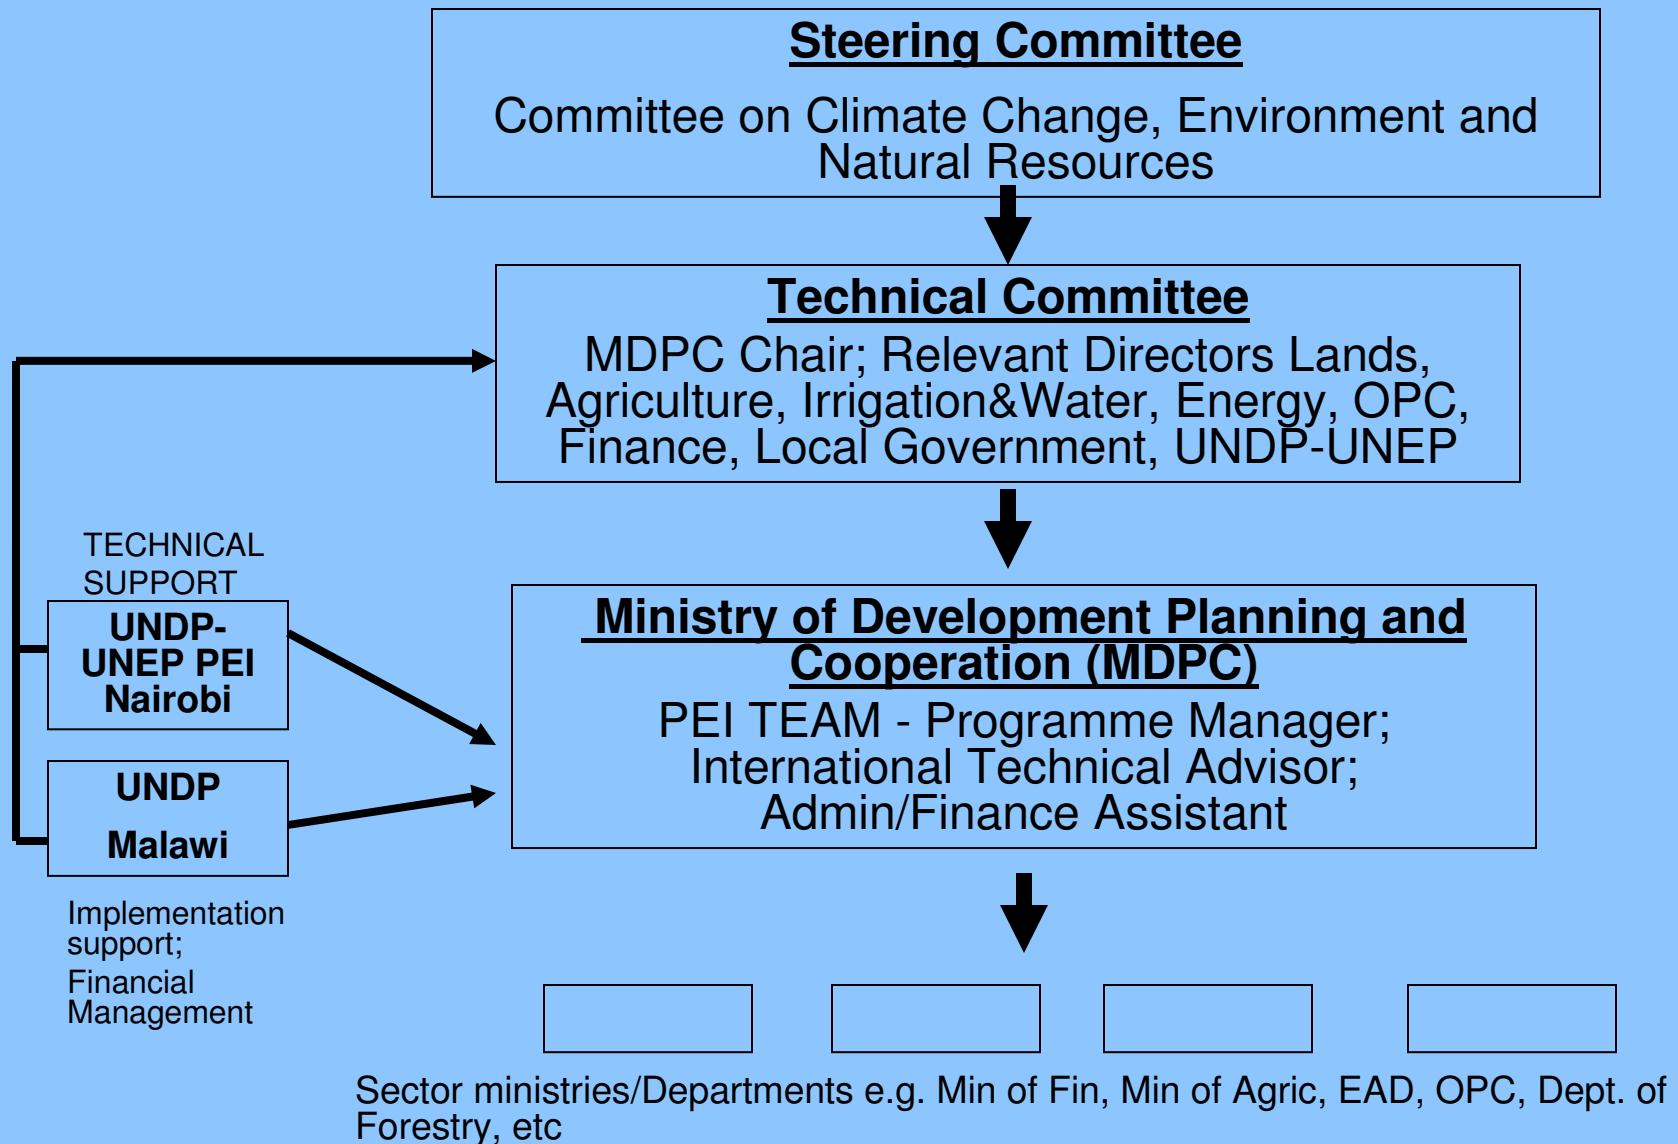 Steering Committee
Committee on Climate Change, Environment and
Natural Resources
Technical Committee
MDPC Chair; Relevant Directors Lands,
Agriculture, Irrigation&Water, Energy, OPC,
Finance, Local Government, UNDP-UNEP
TECHNICAL
SUPPORT
UNDP-
UNEP PEI
Nairobi
UNDP
Malawi
Implementation
support;
Financial
Management
Ministry of Development Planning and
Cooperation (MDPC)
PEI TEAM - Programme Manager;
International Technical Advisor;
Admin/Finance Assistant
Sector ministries/Departments e.g. Min of Fin, Min of Agric, EAD, OPC, Dept. of
Forestry, etc